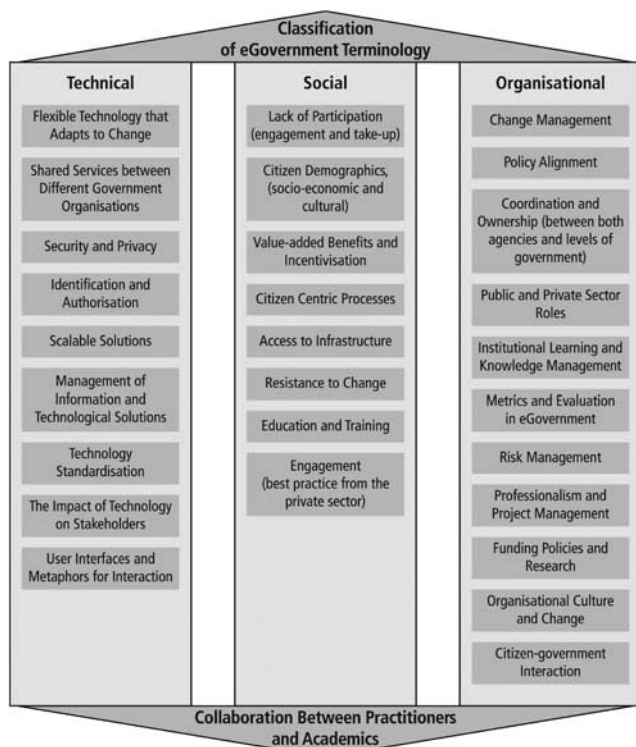 Classification
of eGovernment Terminology
Technical
Flexible Technology that
Adapts to Change
Shared Services between
Different Government
Organisations
Security and Privacy
Identification and
Authorisation
Scalable Solutions
Management of
Information and
Technological Solutions
Technology
Standardisation
The Impact of Technology
on Stakeholders
User Interfaces and
Metaphors for Interaction
Social
Lack of Participation
(engagement and take-up)
Citizen Demographics,
(socio-economic and
cultural)
Value-added Benefits and
Incentivisation
Citizen Centric Processes
Access to Infrastructure
Resistance to Change
Education and Training
Engagement
(best practice from the
private sector)
Organisational
Change Management
Policy Alignment
Coordination and
Ownership (between both
agencies and levels of
government)
Public and Private Sector
Roles
Institutional Learning and
Knowledge Management
Metrics and Evaluation
in eGovernment
Risk Management
Professionalism and
Project Management
Funding Policies and
Research
Organisational Culture
and Change
Citizen-government
Interaction
Collaboration Between Practitioners
and Academics